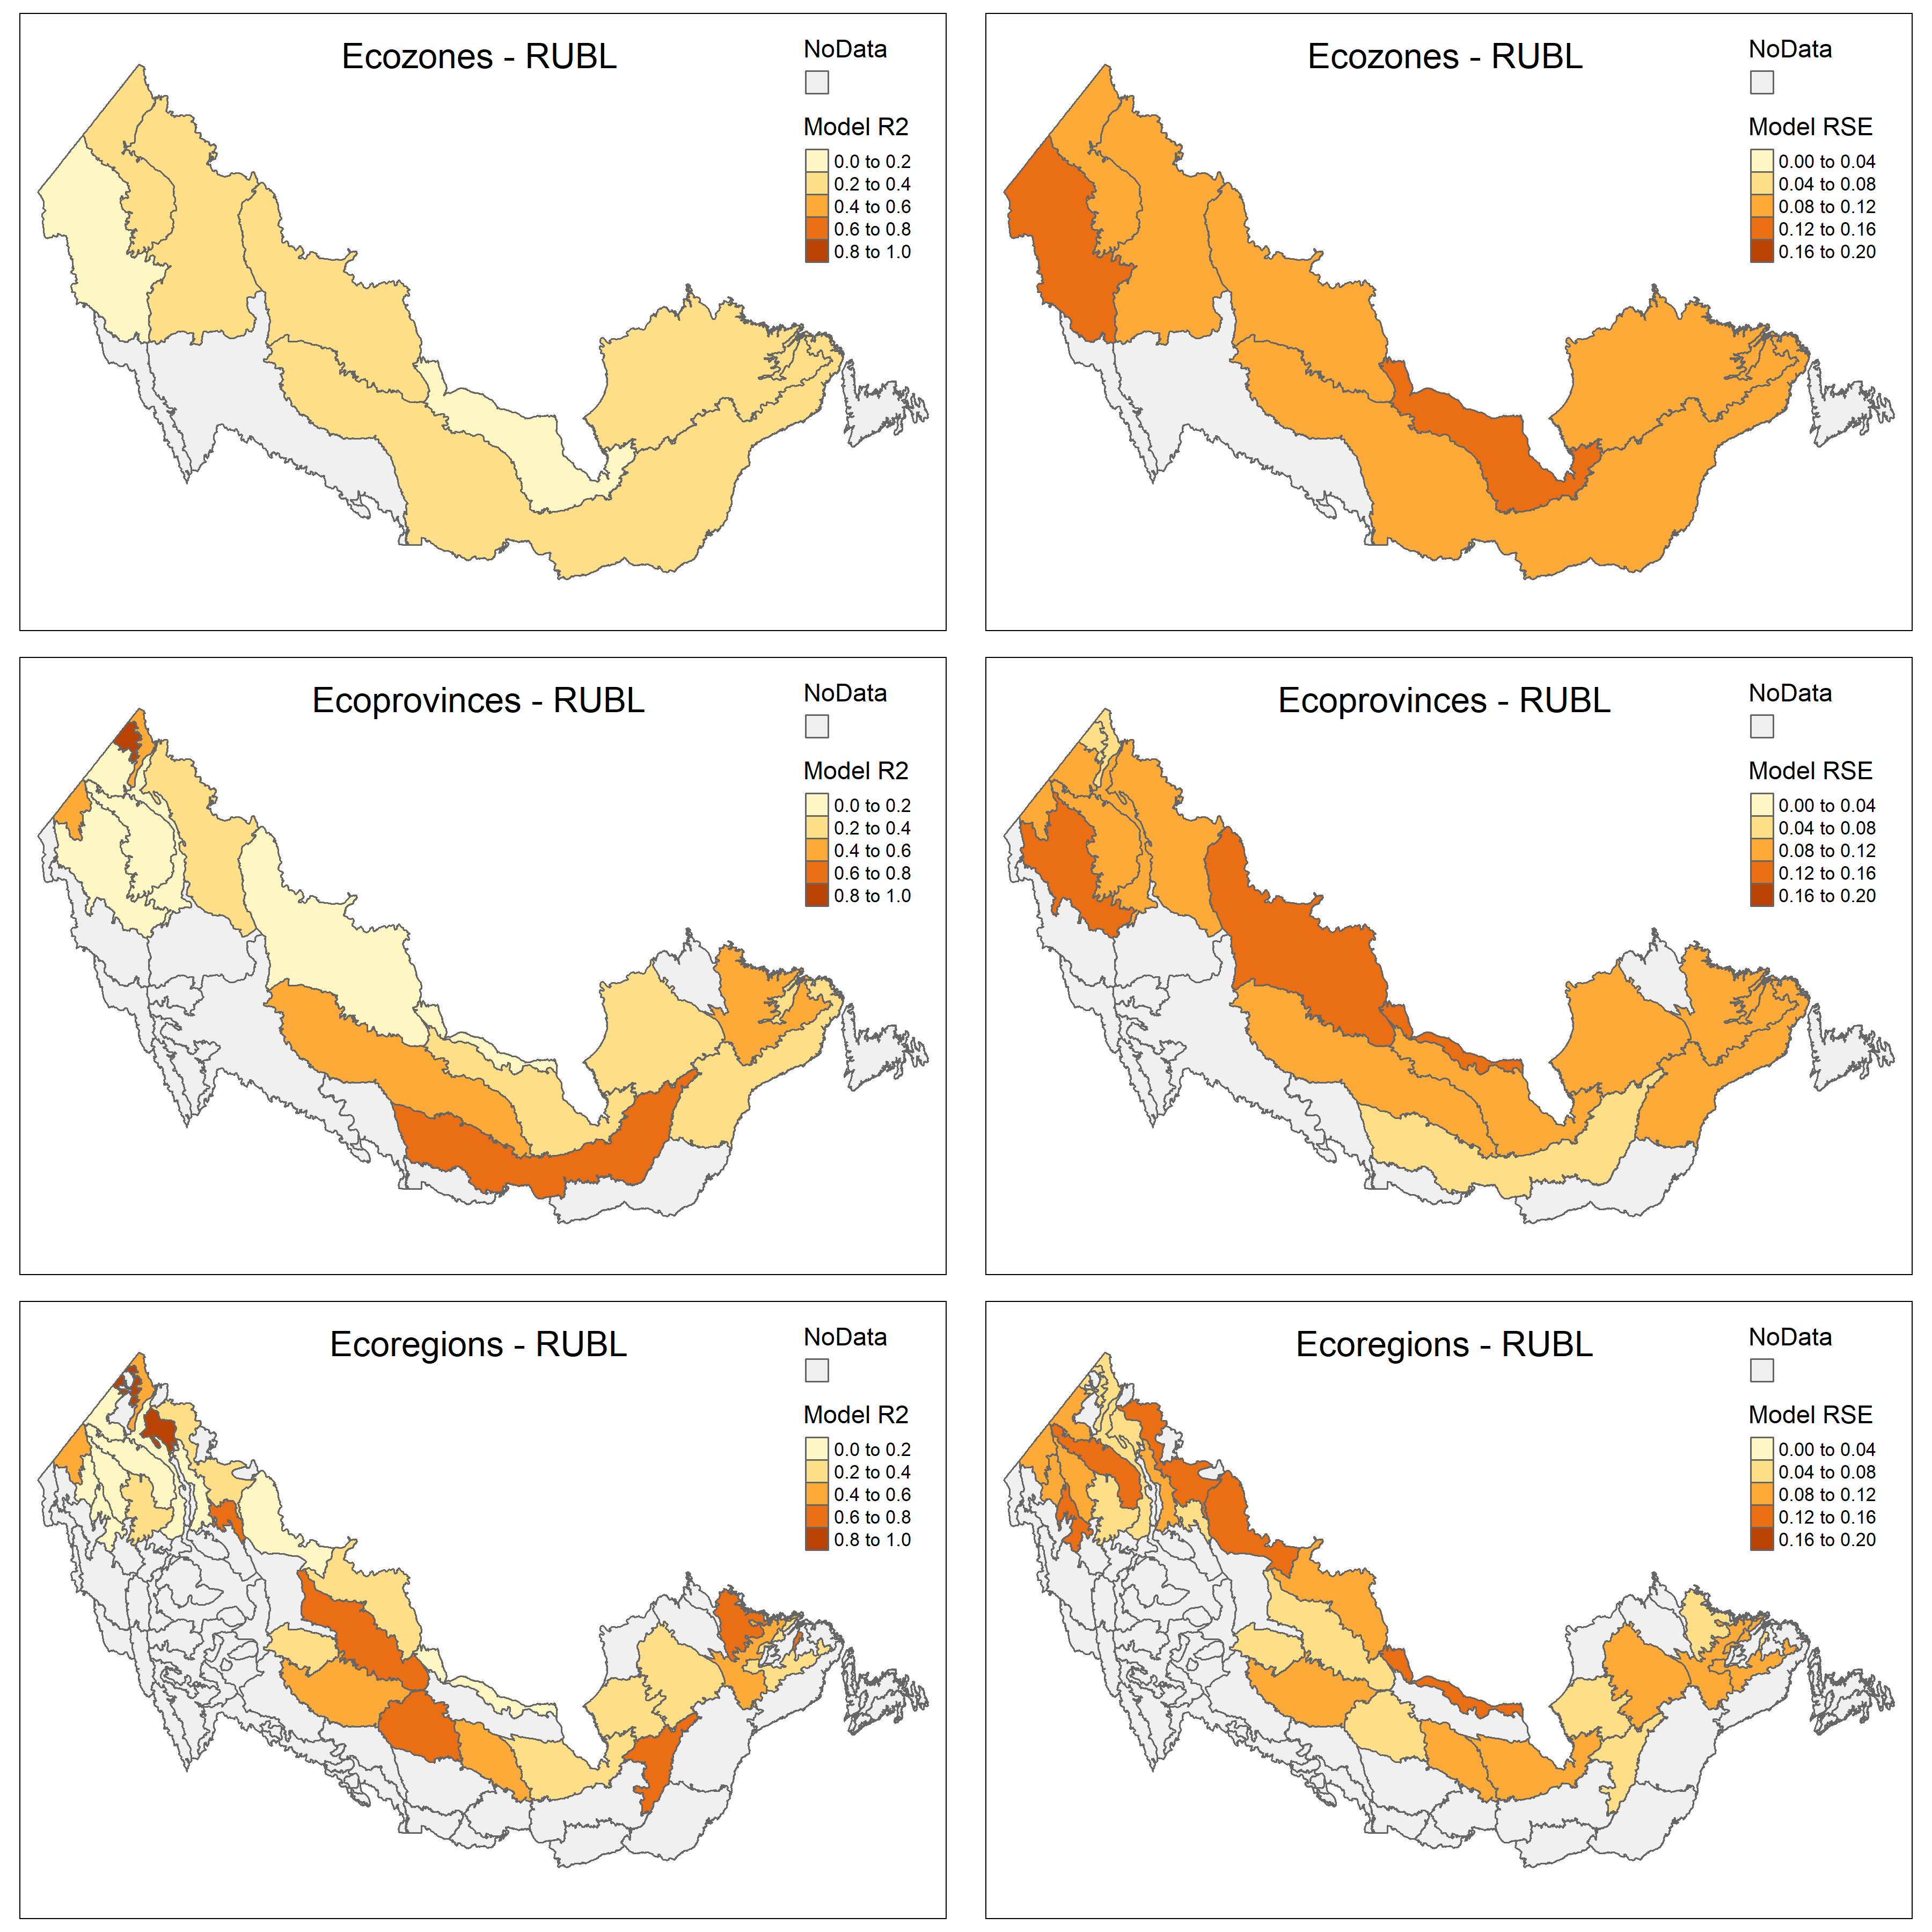 Ecozones - RUBL
NoData
Model R2
0.0 to 0.2
0.2 to 0.4
0.4 to 0.6
0.6 to 0.8
0.8 to 1.0
Ecozones - RUBL
NoData
Model RSE
0.00 to 0.04
0.04 to 0.08
0.08 to 0.12
0.12 to 0.16
0.16 to 0.20
Ecoprovinces - RUBL
NoData
Model R2
0.0 to 0.2
0.2 to 0.4
0.4 to 0.6
0.6 to 0.8
0.8 to 1.0
Ecoprovinces - RUBL
NoData
Model RSE
0.00 to 0.04
0.04 to 0.08
0.08 to 0.12
0.12 to 0.16
0.16 to 0.20
Ecoregions - RUBL
NoData
Model R2
0.0 to 0.2
0.2 to 0.4
0.4 to 0.6
0.6 to 0.8
0.8 to 1.0
Ecoregions - RUBL
NoData
Model RSE
0.00 to 0.04
0.04 to 0.08
0.08 to 0.12
0.12 to 0.16
0.16 to 0.20